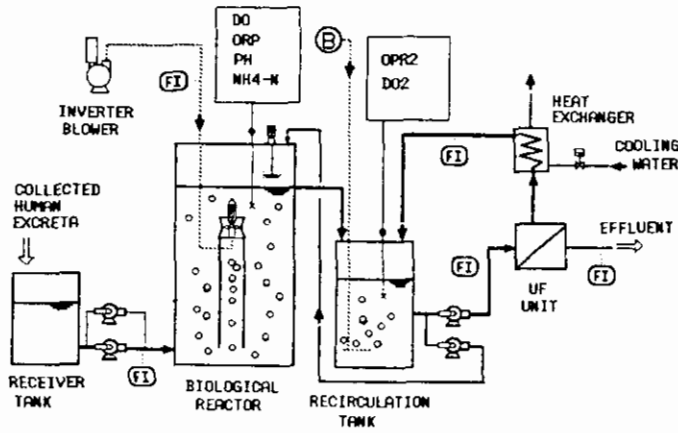 DO
ORP
PH
NH4-N
B
OPR2
DO2
FI
INVERTER
BLOWER
HEAT
EXCHANGER
FI
COOLING
WATER
COLLECTED
HUMAN
EXCRETA
EFFLUENT
FI
FI
UF
UNIT
FI
RECEIVER
TANK
BIOLOGICAL
REACTOR
RECIRCULATION
TANK